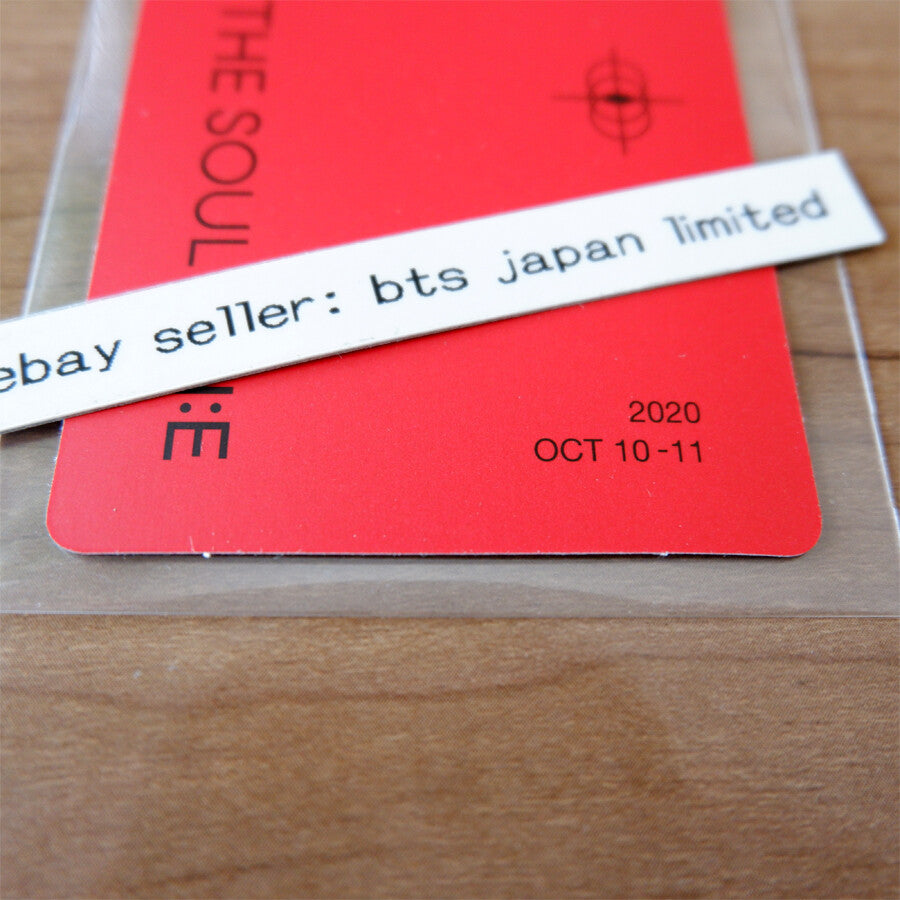 THE SOUL
N:E
ebay seller: bts japan limited
2020
OCT 10-11